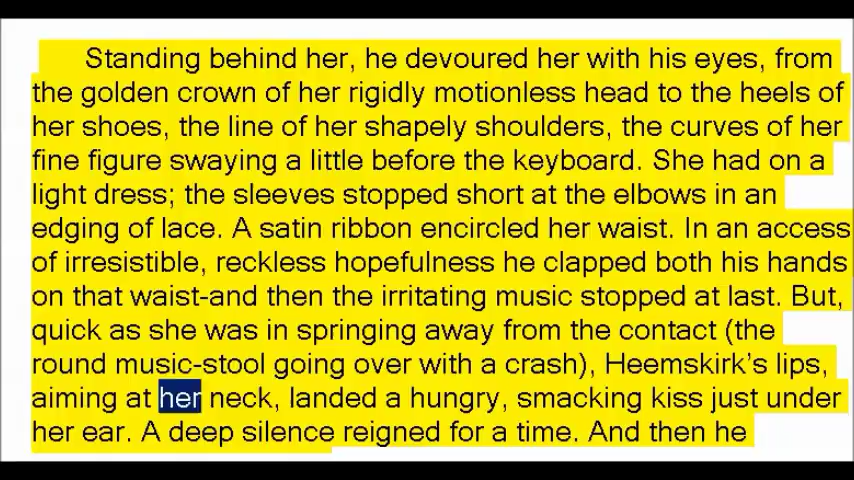 Standing behind her, he devoured her with his eyes, from
the golden crown of her rigidly motionless head to the heels of
her shoes, the line of her shapely shoulders, the curves of her
fine figure swaying a little before the keyboard. She had on a
light dress; the sleeves stopped short at the elbows in an
edging of lace. A satin ribbon encircled her waist. In an access
of irresistible, reckless hopefulness he clapped both his hands
on that waist-and then the irritating music stopped at last. But,
quick as she was in springing away from the contact (the
round music-stool going over with a crash), Heemskirk's lips,
aiming at her neck, landed a hungry, smacking kiss just under
her ear. A deep silence reigned for a time. And then he